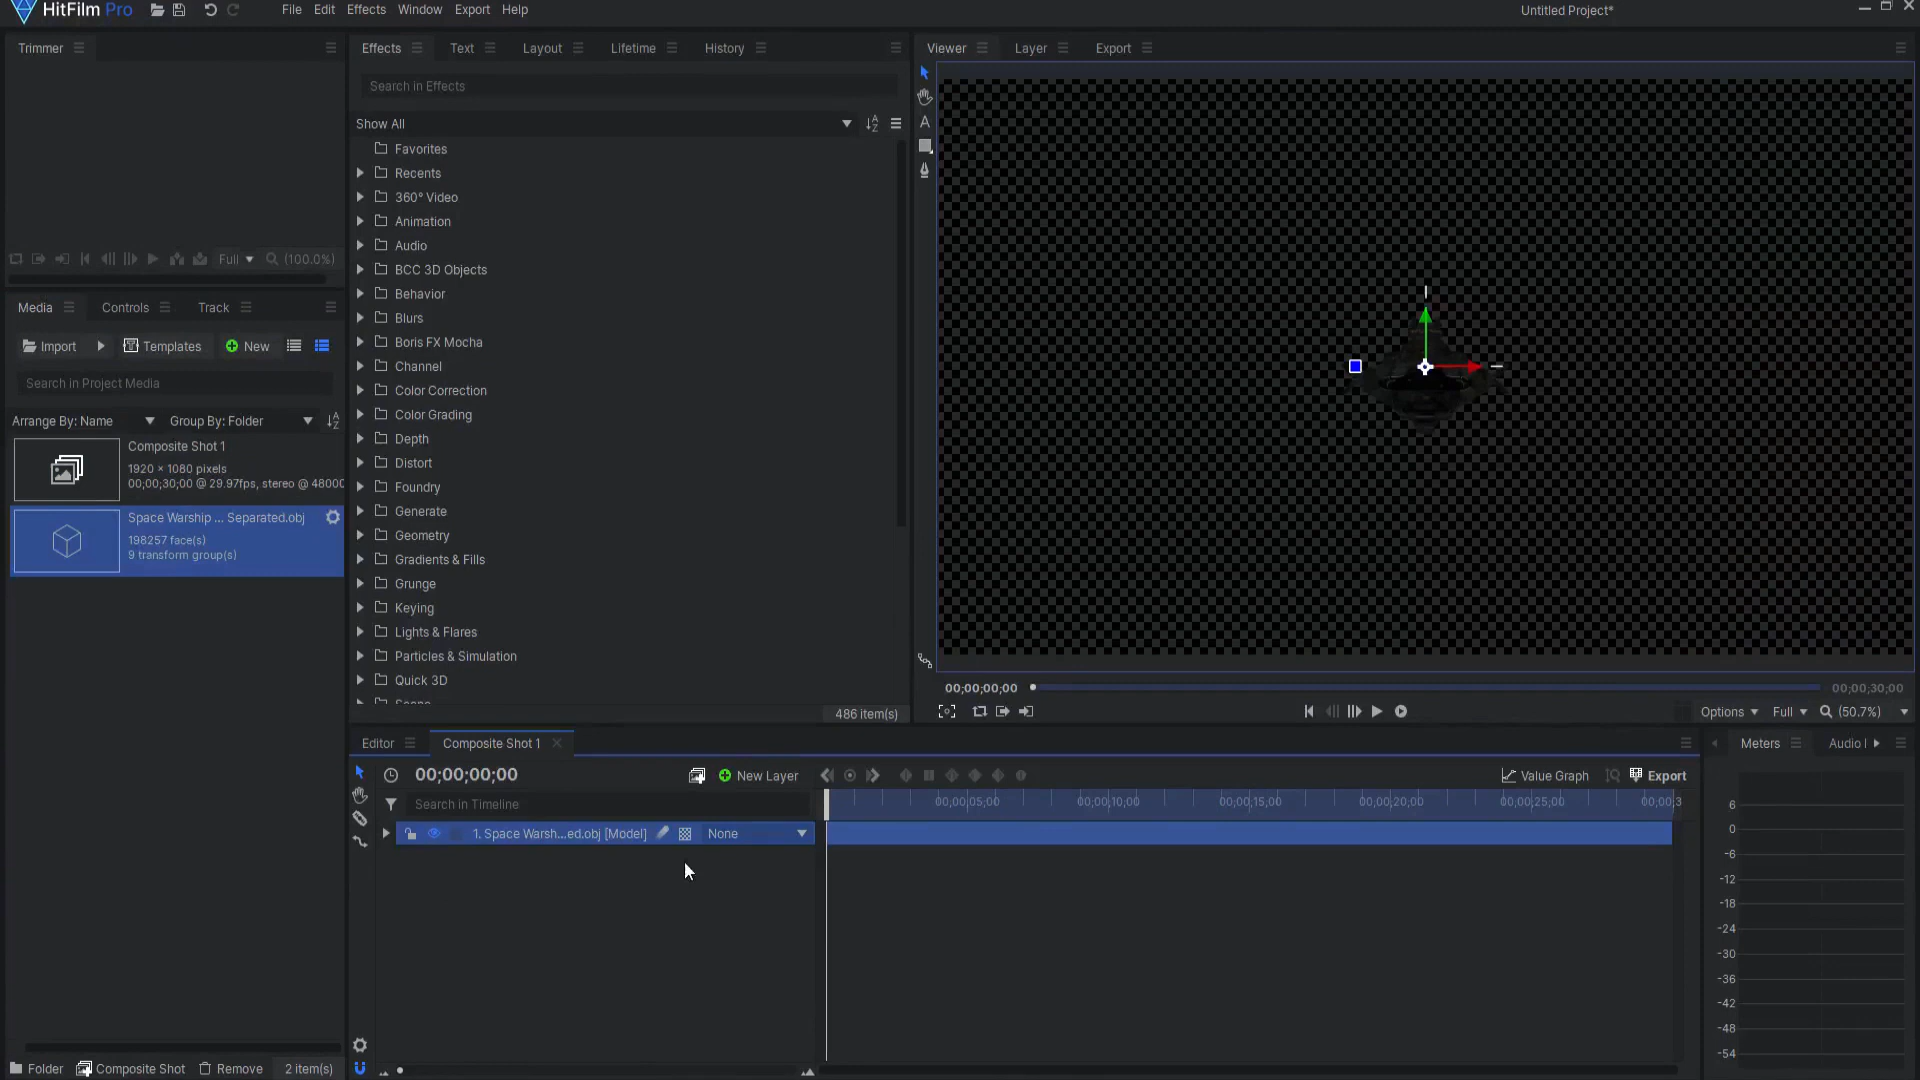 HitFilm Pro
File Edit Effects Window Export Help
Untitled Project*
Trimmer
Full (100.0%)
Media Controls Track
Import Templates New
Search in Project Media
Arrange By: Name Group By: Folder
Composite Shot 1
1920 × 1080 pixels
00;00;30;00 @ 29.97fps, stereo @ 48000
Space Warship ... Separated.obj
198257 face(s)
9 transform group(s)
Folder Composite Shot Remove 2 item(s)
Effects Text Layout Lifetime History
Search in Effects
Show All
Favorites
Recents
360° Video
Animation
Audio
BCC 3D Objects
Behavior
Blurs
Boris FX Mocha
Channel
Color Correction
Color Grading
Depth
Distort
Foundry
Generate
Geometry
Gradients & Fills
Grunge
Keying
Lights & Flares
Particles & Simulation
Quick 3D
486 item(s)
Viewer Layer Export
A
00;00;00;00
00;00;30;00
Options Full (50.7%)
Editor Composite Shot 1
00;00;00;00
New Layer
Value Graph Export
Search in Timeline
00;00;05;00 00;00;10;00 00;00;15;00 00;00;20;00 00;00;25;00 00;00;3
1. Space Warsh...ed.obj [Model] None
Meters Audio
6
0
-6
-12
-18
-24
-30
-36
-42
-48
-54